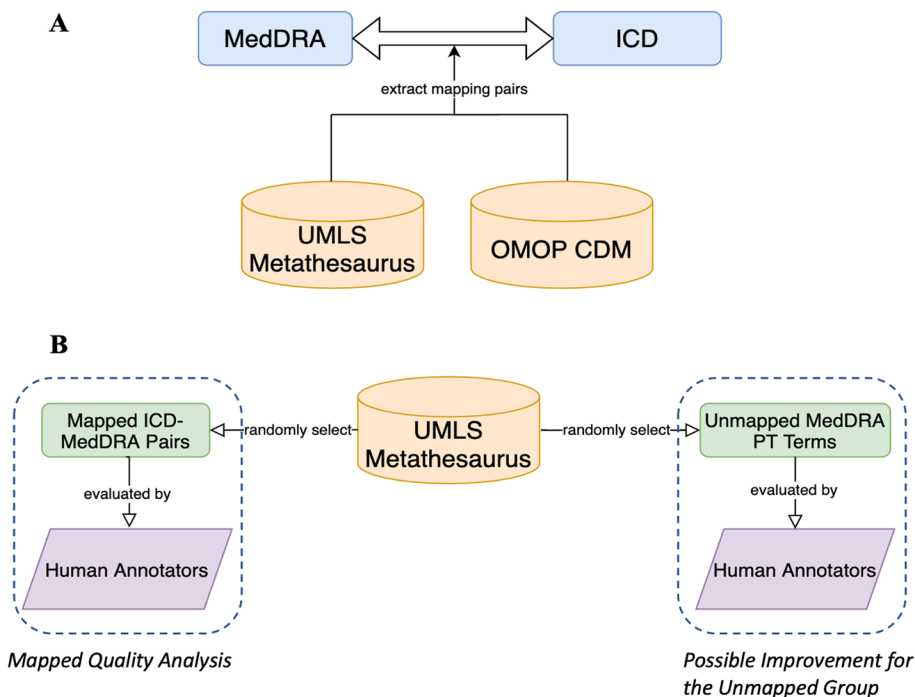 A
MedDRA
ICD
extract mapping pairs
UMLS
Metathesaurus
OMOP CDM
B
Mapped ICD-
MedDRA Pairs
randomly select
UMLS
Metathesaurus
randomly select
Unmapped MedDRA
PT Terms
evaluated by
evaluated by
Human Annotators
Human Annotators
Mapped Quality Analysis
Possible Improvement for
the Unmapped Group